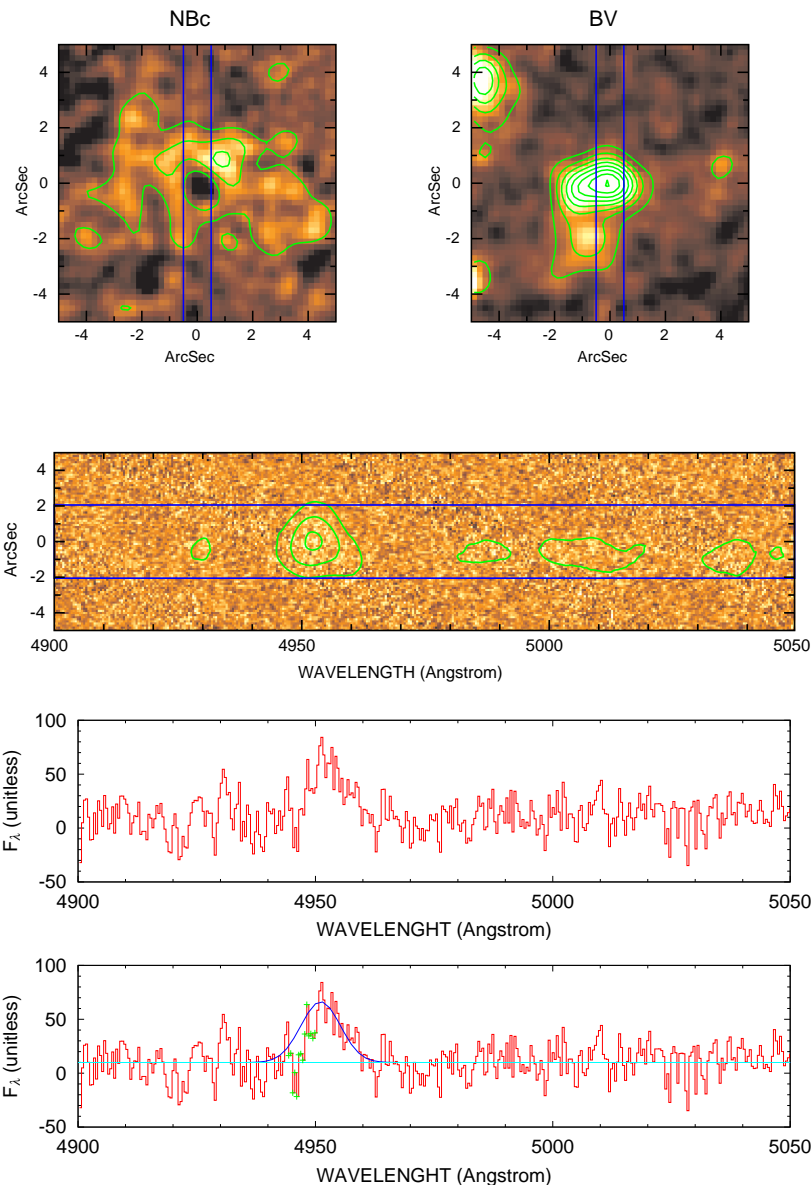 NBc
BV
4
2
0
-2
-4
ArcSec
-4 -2 0 2 4
ArcSec
4
2
0
-2
-4
ArcSec
-4 -2 0 2 4
ArcSec
4
2
0
-2
-4
ArcSec
4900 4950 5000 5050
WAVELENGTH (Angstrom)
100
50
0
-50
Fλ (unitless)
4900 4950 5000 5050
WAVELENGHT (Angstrom)
100
50
0
-50
Fλ (unitless)
4900 4950 5000 5050
WAVELENGHT (Angstrom)